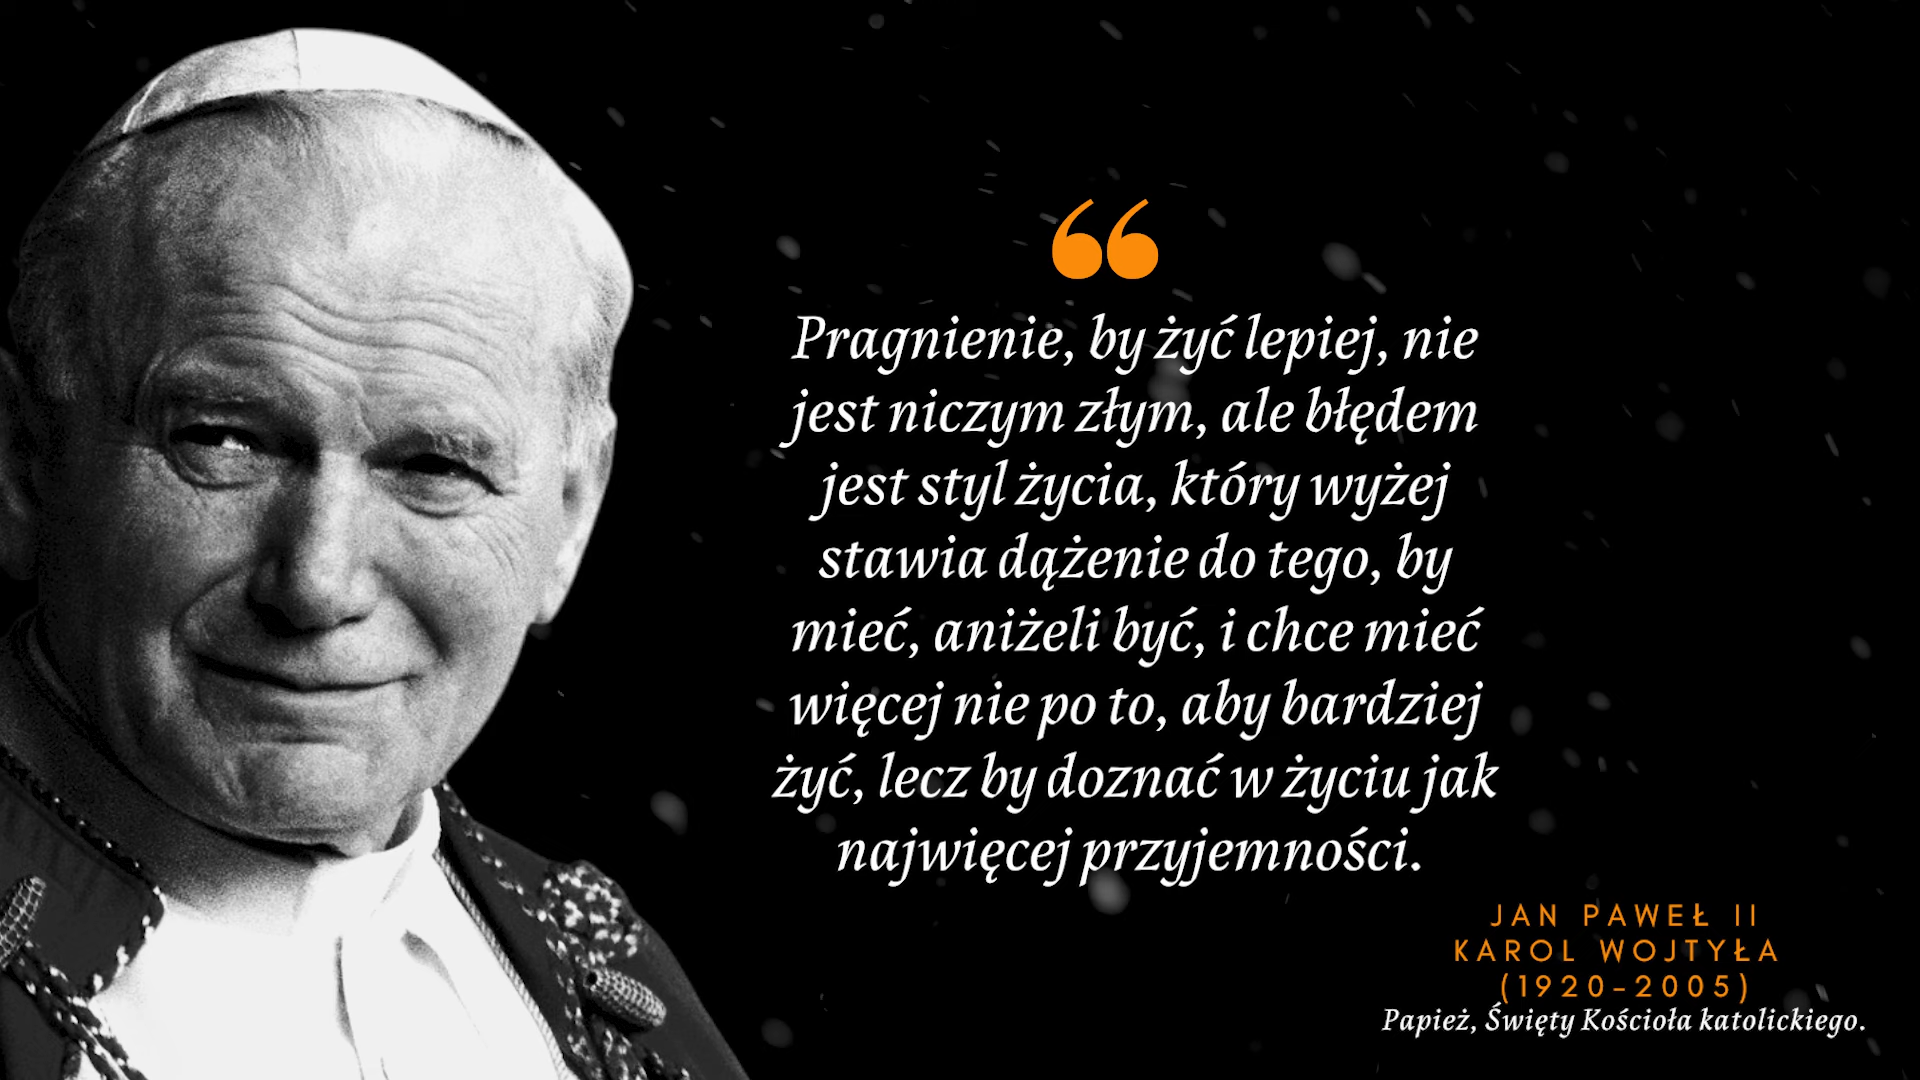 “
Pragnienie, by żyć lepiej, nie
jest niczym złym, ale błędem
jest styl życia, który wyżej
stawia dążenie do tego, by
mieć, aniżeli być, i chce mieć
więcej nie po to, aby bardziej
żyć, lecz by doznać w życiu jak
najwięcej przyjemności.
JAN PAWEŁ II
KAROL WOJTYŁA
(1920-2005)
Papież, Święty Kościoła katolickiego.